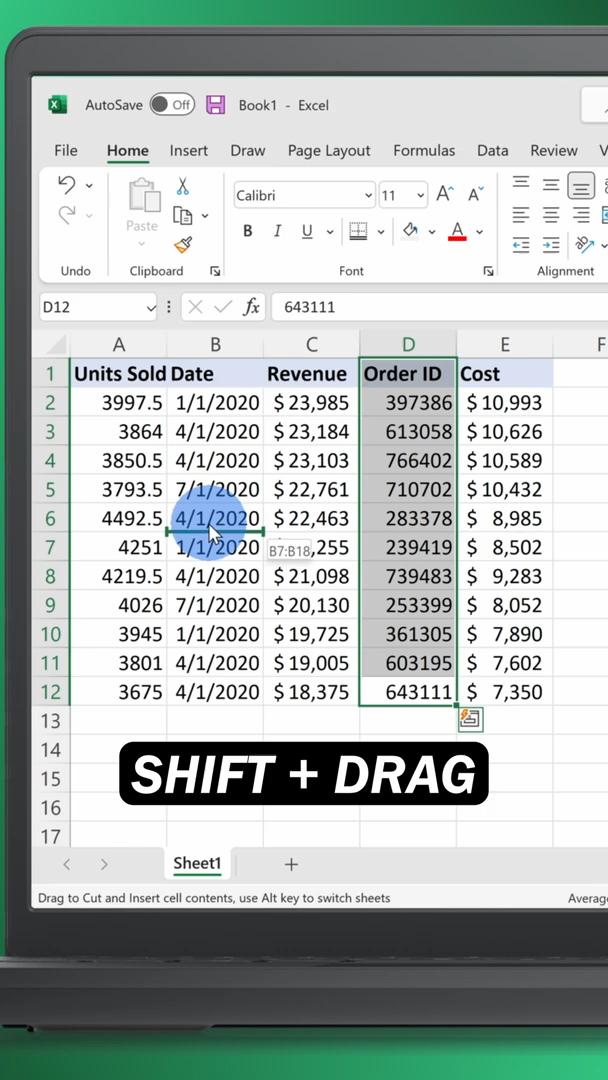 AutoSave Off Book1 - Excel
File Home Insert Draw Page Layout Formulas Data Review
Paste
Calibri 11
B I U A
Undo Clipboard Font Alignment
D12 fx 643111
A B C D E F
1 Units Sold Date Revenue Order ID Cost
2 3997.5 1/1/2020 $ 23,985 397386 $ 10,993
3 3864 4/1/2020 $ 23,184 613058 $ 10,626
4 3850.5 4/1/2020 $ 23,103 766402 $ 10,589
5 3793.5 7/1/2020 $ 22,761 710702 $ 10,432
6 4492.5 4/1/2020 $ 22,463 283378 $ 8,985
7 4251 1/1/2020 B7:B18 ,255 239419 $ 8,502
8 4219.5 4/1/2020 $ 21,098 739483 $ 9,283
9 4026 7/1/2020 $ 20,130 253399 $ 8,052
10 3945 1/1/2020 $ 19,725 361305 $ 7,890
11 3801 4/1/2020 $ 19,005 603195 $ 7,602
12 3675 4/1/2020 $ 18,375 643111 $ 7,350
13
14
SHIFT + DRAG
15
16
17
Sheet1
Drag to Cut and Insert cell contents, use Alt key to switch sheets